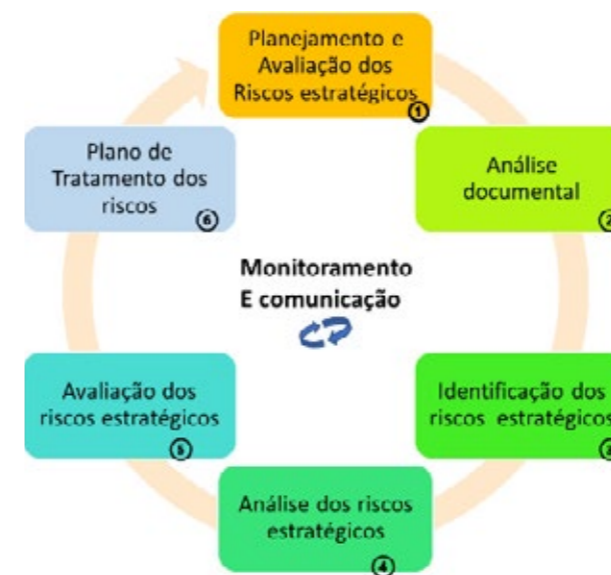 Planejamento e
Avaliação dos
Riscos estratégicos
①
Análise
documental
②
Identificação dos
riscos estratégicos
③
Análise dos riscos
estratégicos
④
Avaliação dos
riscos estratégicos
⑤
Plano de
Tratamento dos
riscos
⑥
Monitoramento
E comunicação